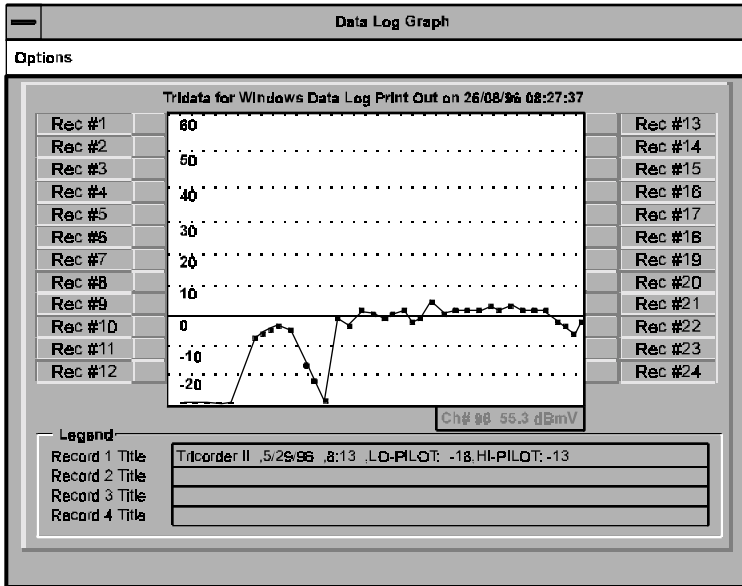 Data Log Graph
Options
Tridata for Windows Data Log Print Out on 26/08/96 08:27:37
Rec #1
Rec #2
Rec #3
Rec #4
Rec #5
Rec #6
Rec #7
Rec #8
Rec #9
Rec #10
Rec #11
Rec #12
60
50
40
30
20
10
0
-10
-20
Rec #13
Rec #14
Rec #15
Rec #16
Rec #17
Rec #18
Rec #19
Rec #20
Rec #21
Rec #22
Rec #23
Rec #24
Ch# 96 55.3 dBmV
Legend
Record 1 Title
Tricorder II ,5/29/96 ,8:13 ,LO-PILOT: -18,HI-PILOT:-13
Record 2 Title
Record 3 Title
Record 4 Title